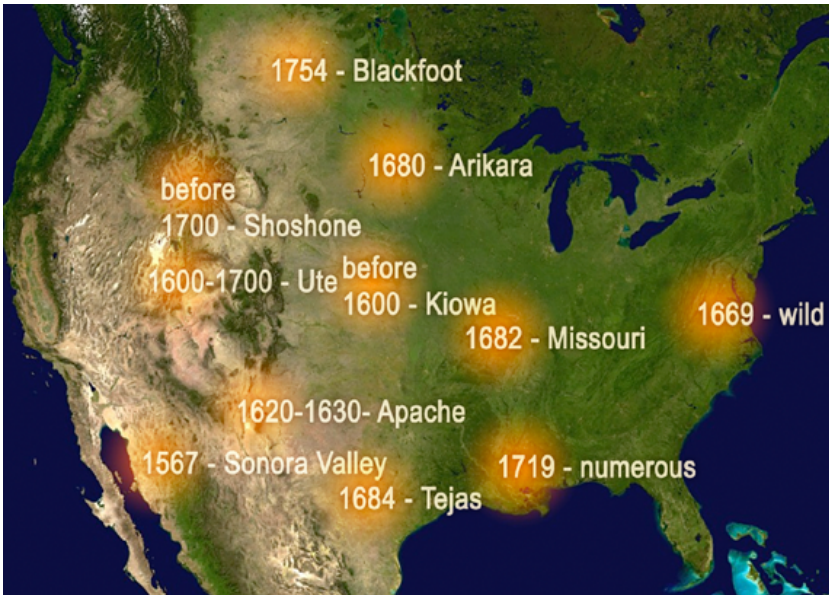 1754 - Blackfoot
1680 - Arikara
before
1700 - Shoshone
1600-1700 - Ute
before
1600 - Kiowa
1669 - wild
1682 - Missouri
1620-1630- Apache
1567 - Sonora Valley
1719 - numerous
1684 - Tejas